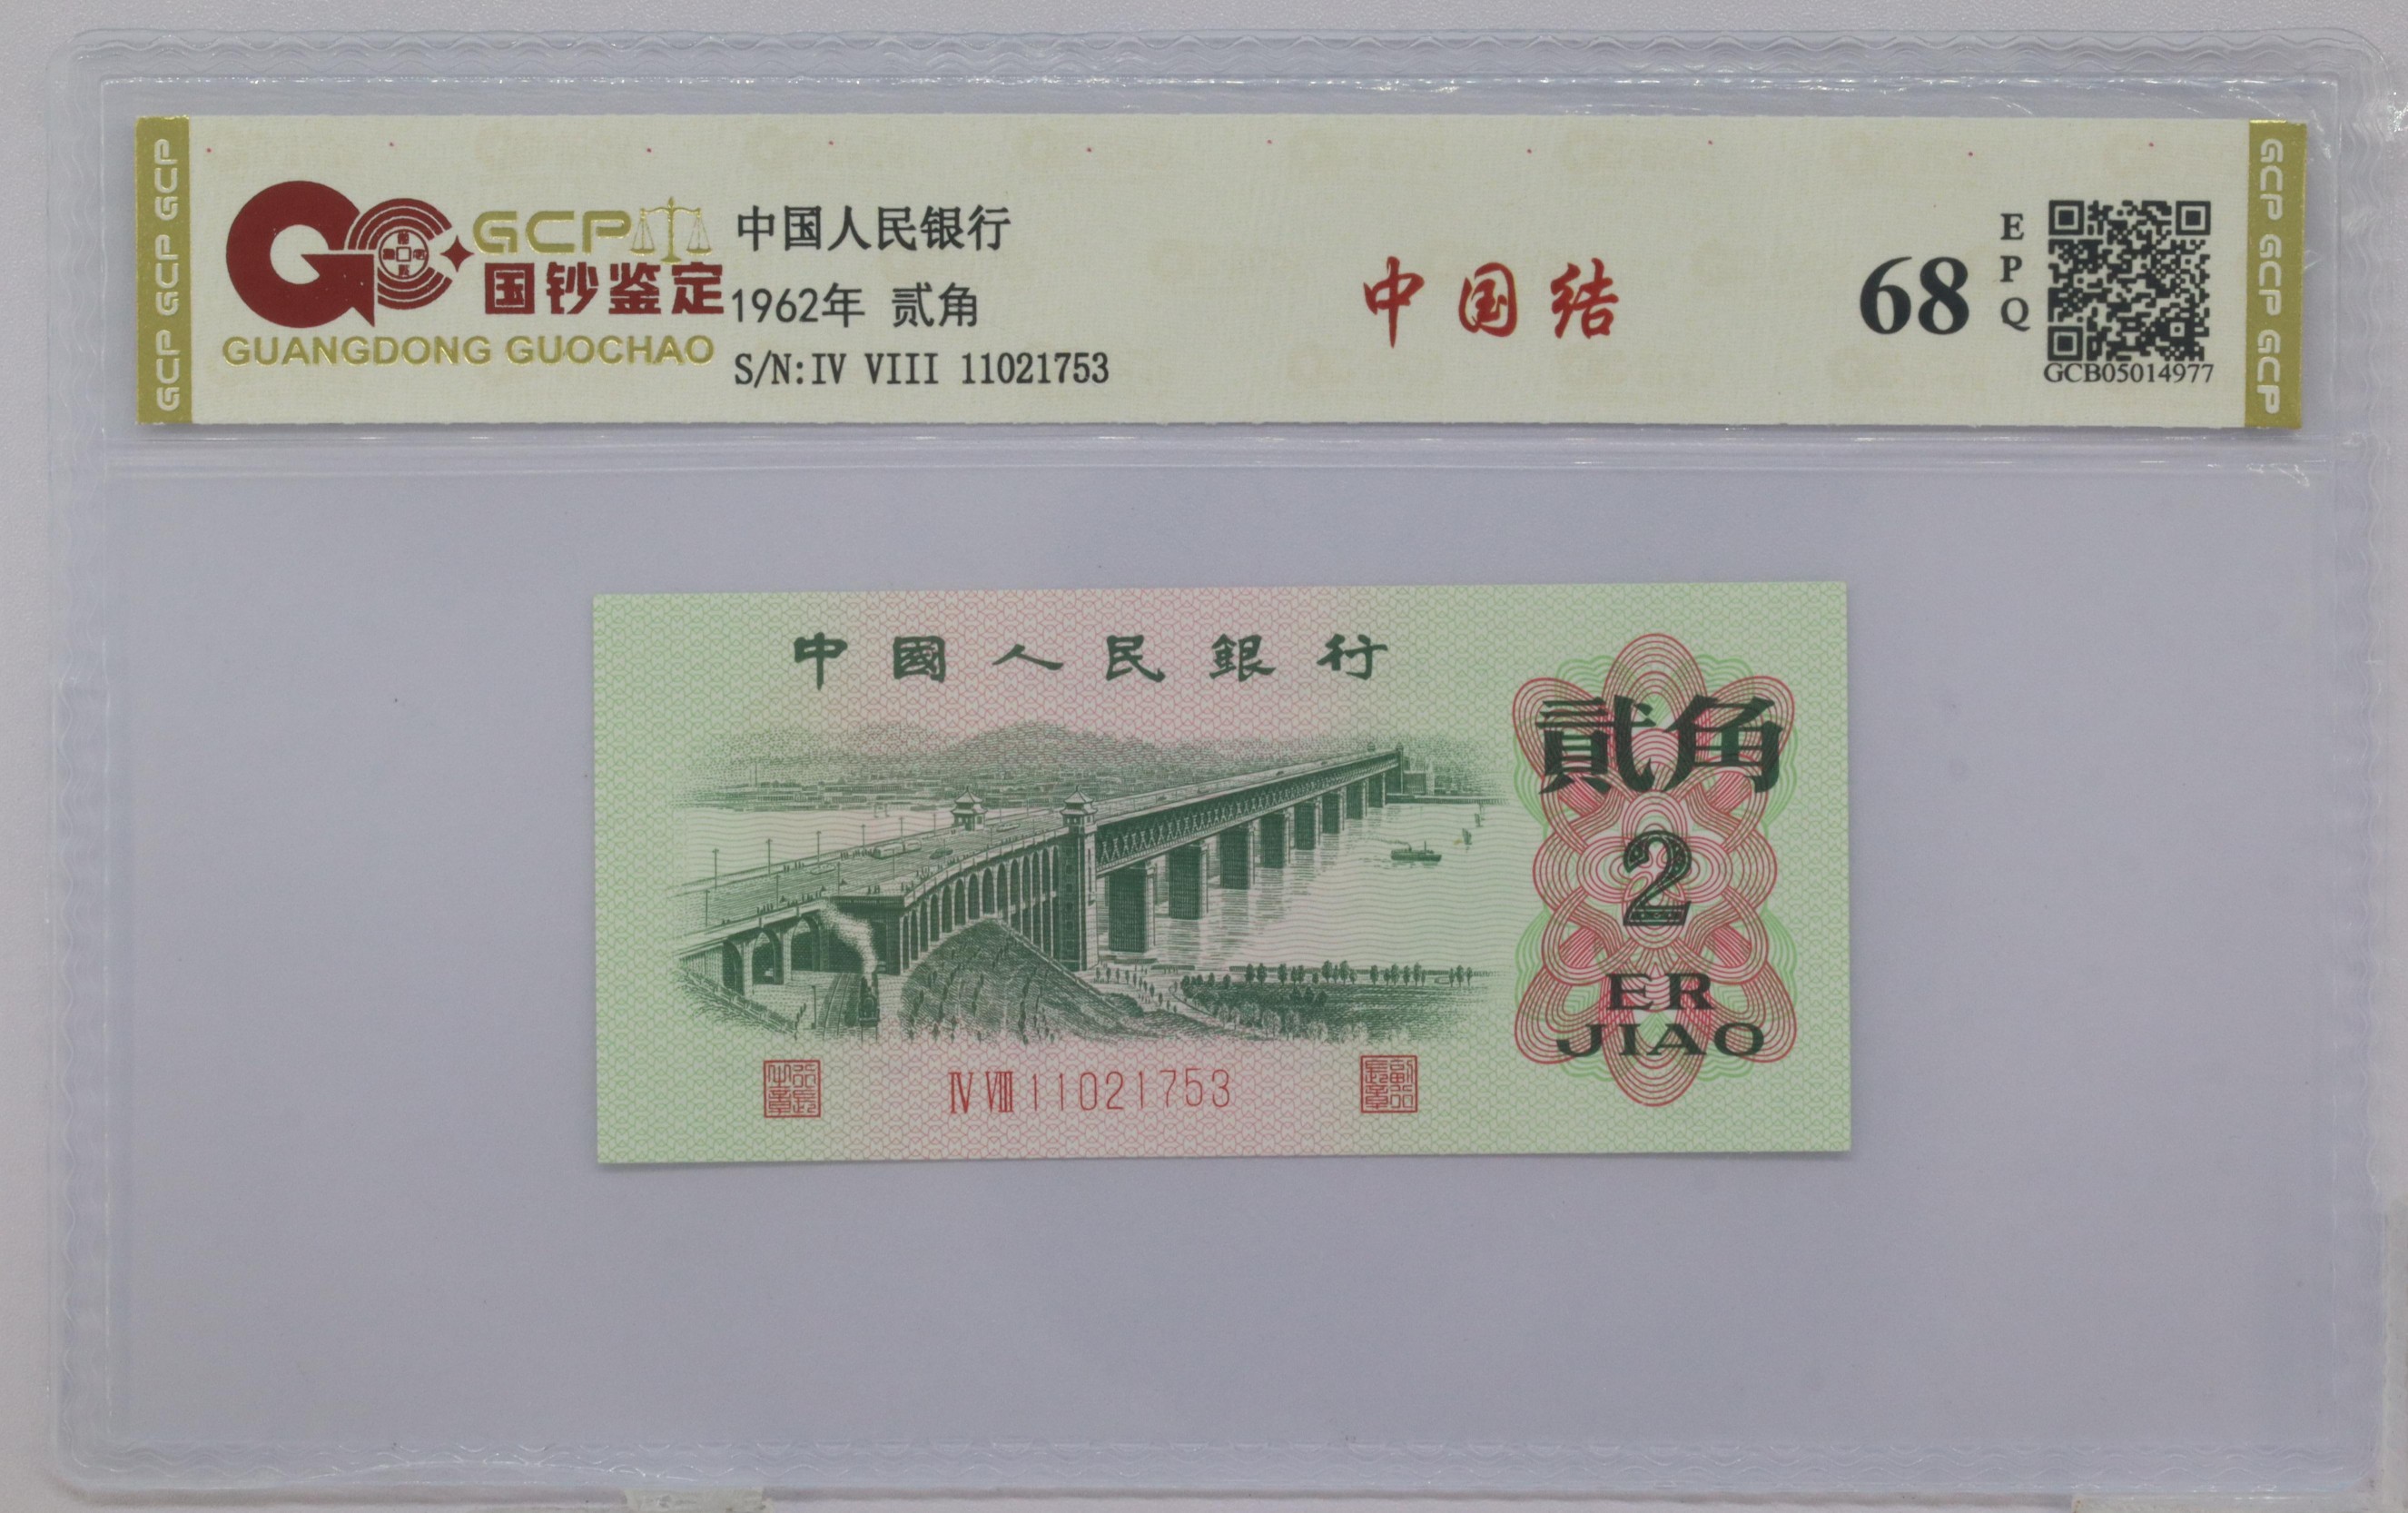 GCP GCP GCP
GCP
国钞鉴定
GUANGDONG GUOCHAO
中国人民银行
1962年 贰角
S/N:IV VIII 11021753
中国结
68
EPQ
GCB05014977
GCP GCP GCP
中國人民銀行
貳角
2
ER
JIAO
IV VIII 11021753